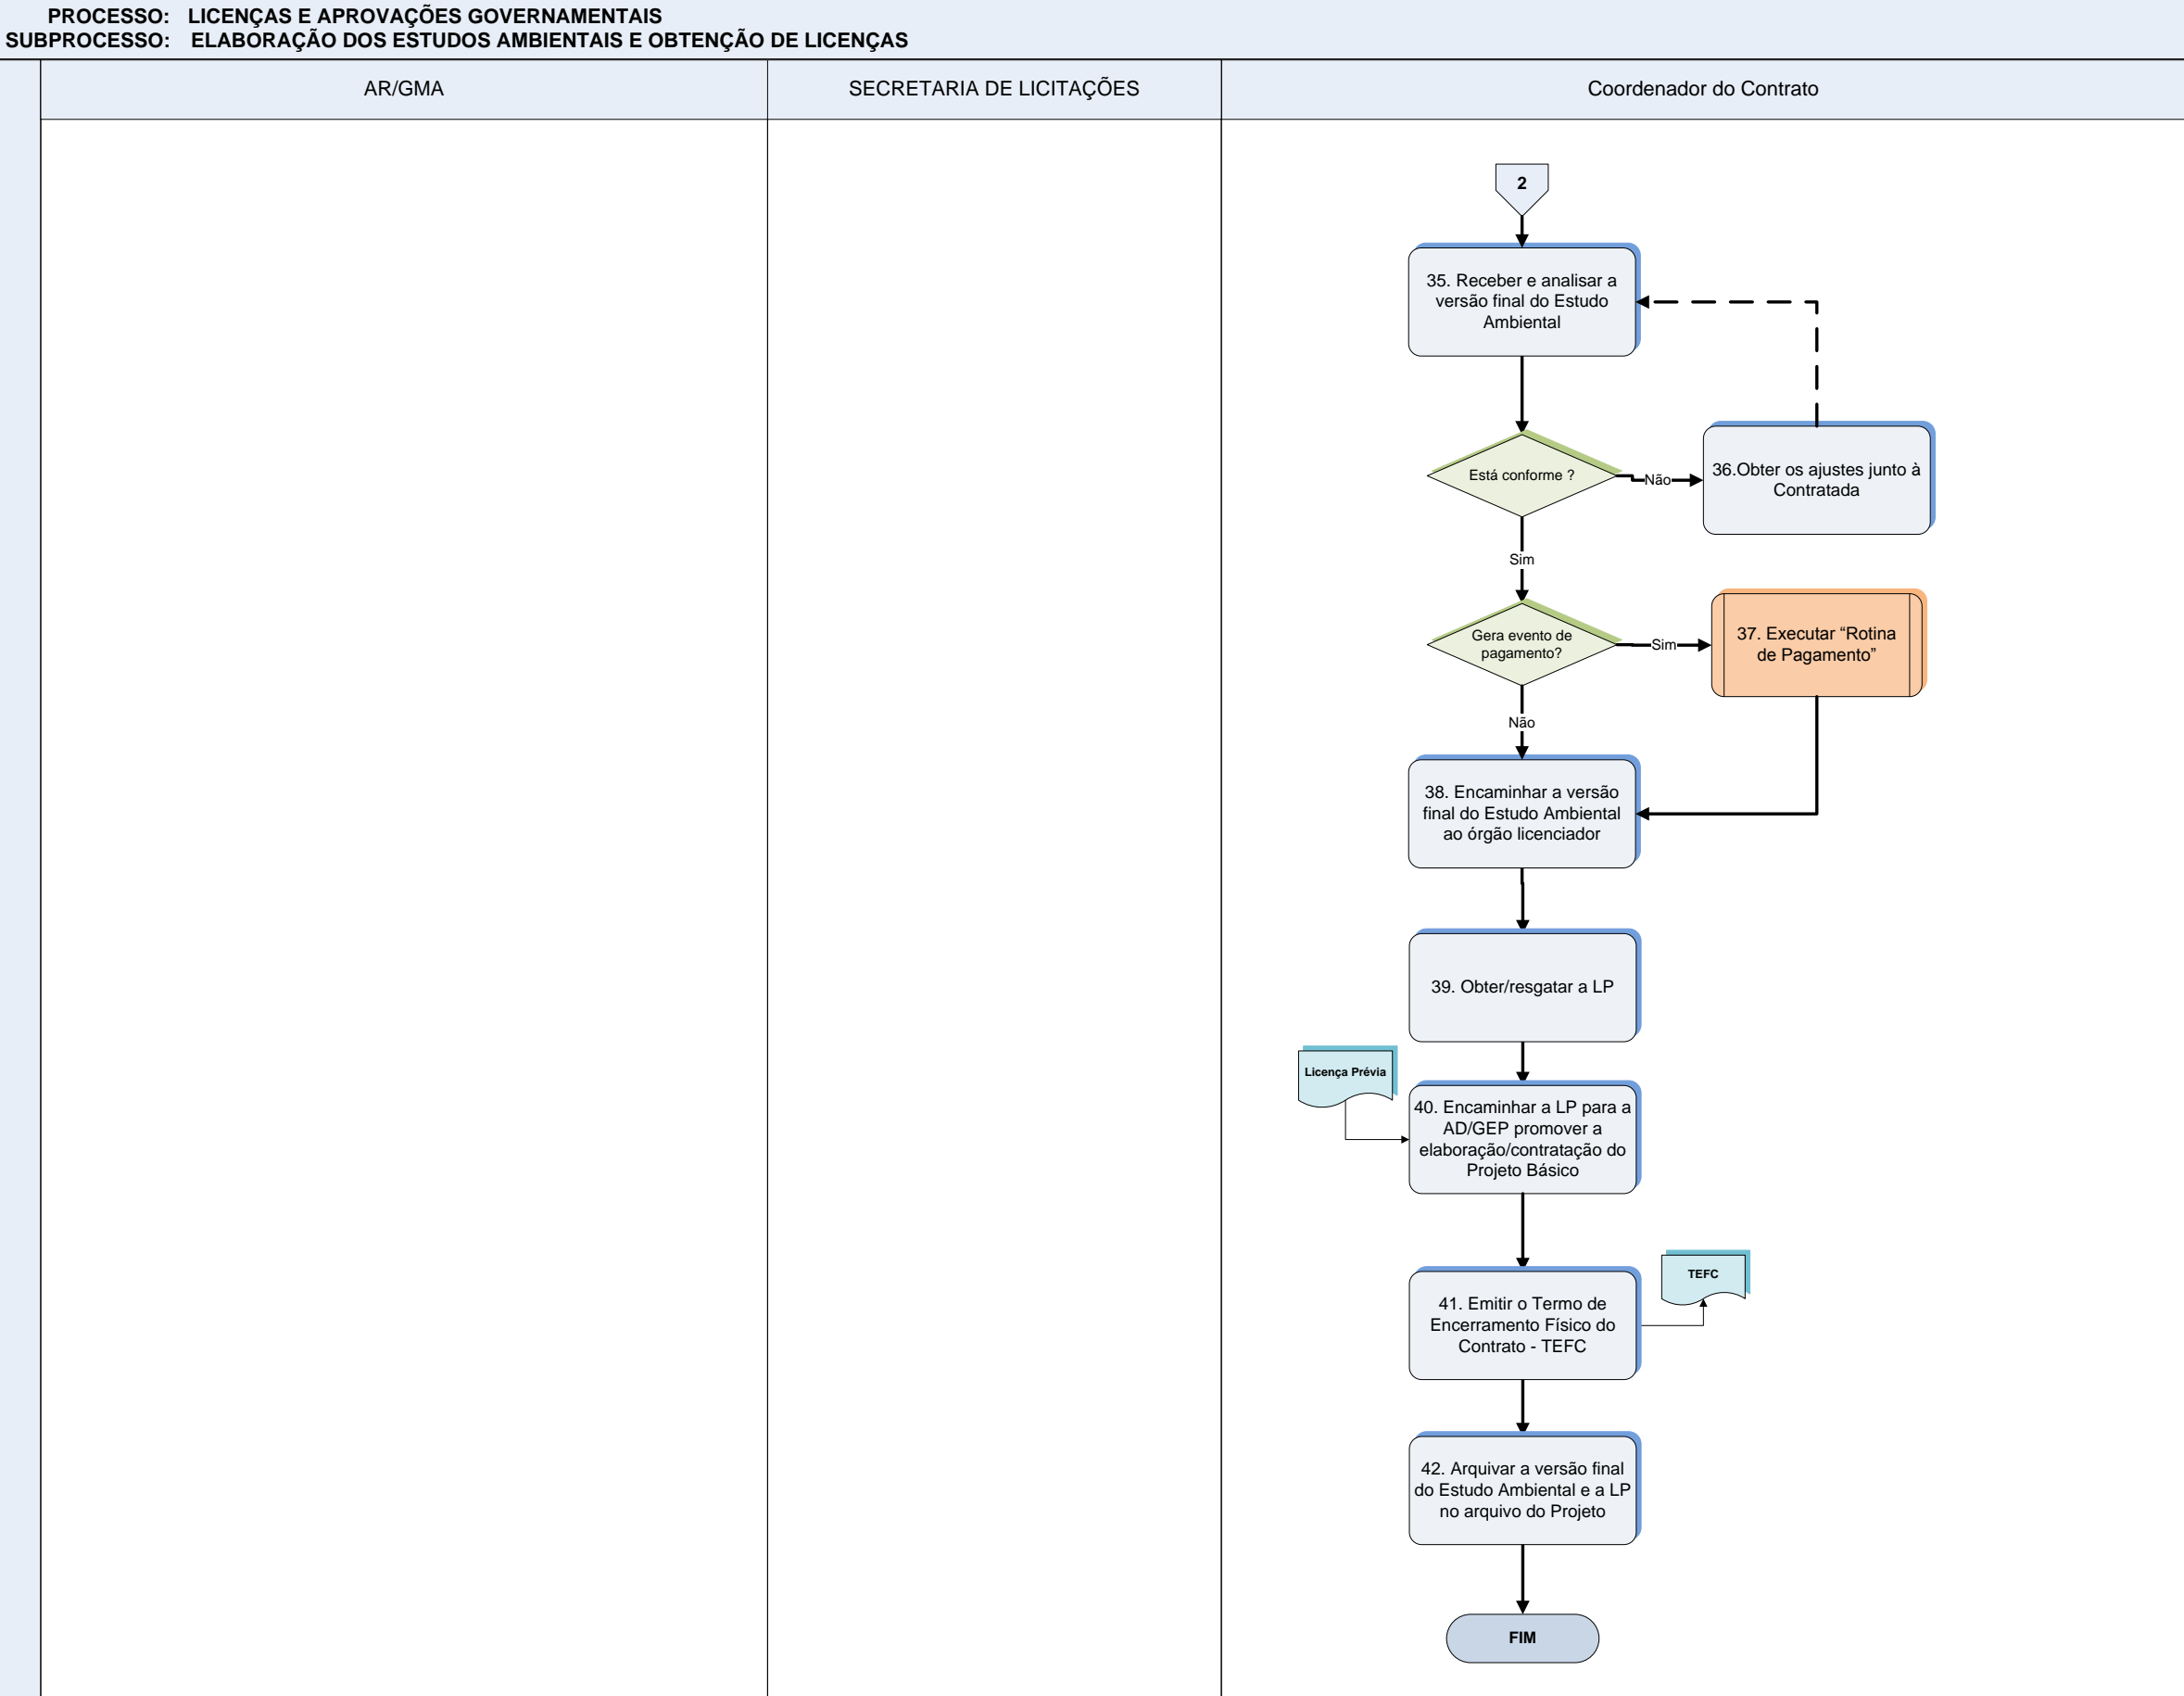 PROCESSO: LICENÇAS E APROVAÇÕES GOVERNAMENTAIS
SUBPROCESSO: ELABORAÇÃO DOS ESTUDOS AMBIENTAIS E OBTENÇÃO DE LICENÇAS
AR/GMA
SECRETARIA DE LICITAÇÕES
Coordenador do Contrato
2
35. Receber e analisar a
versão final do Estudo
Ambiental
Está conforme ?
Não
36.Obter os ajustes junto à
Contratada
Sim
Gera evento de
pagamento?
Sim
37. Executar “Rotina
de Pagamento”
Não
38. Encaminhar a versão
final do Estudo Ambiental
ao órgão licenciador
39. Obter/resgatar a LP
Licença Prévia
40. Encaminhar a LP para a
AD/GEP promover a
elaboração/contratação do
Projeto Básico
41. Emitir o Termo de
Encerramento Físico do
Contrato - TEFC
TEFC
42. Arquivar a versão final
do Estudo Ambiental e a LP
no arquivo do Projeto
FIM